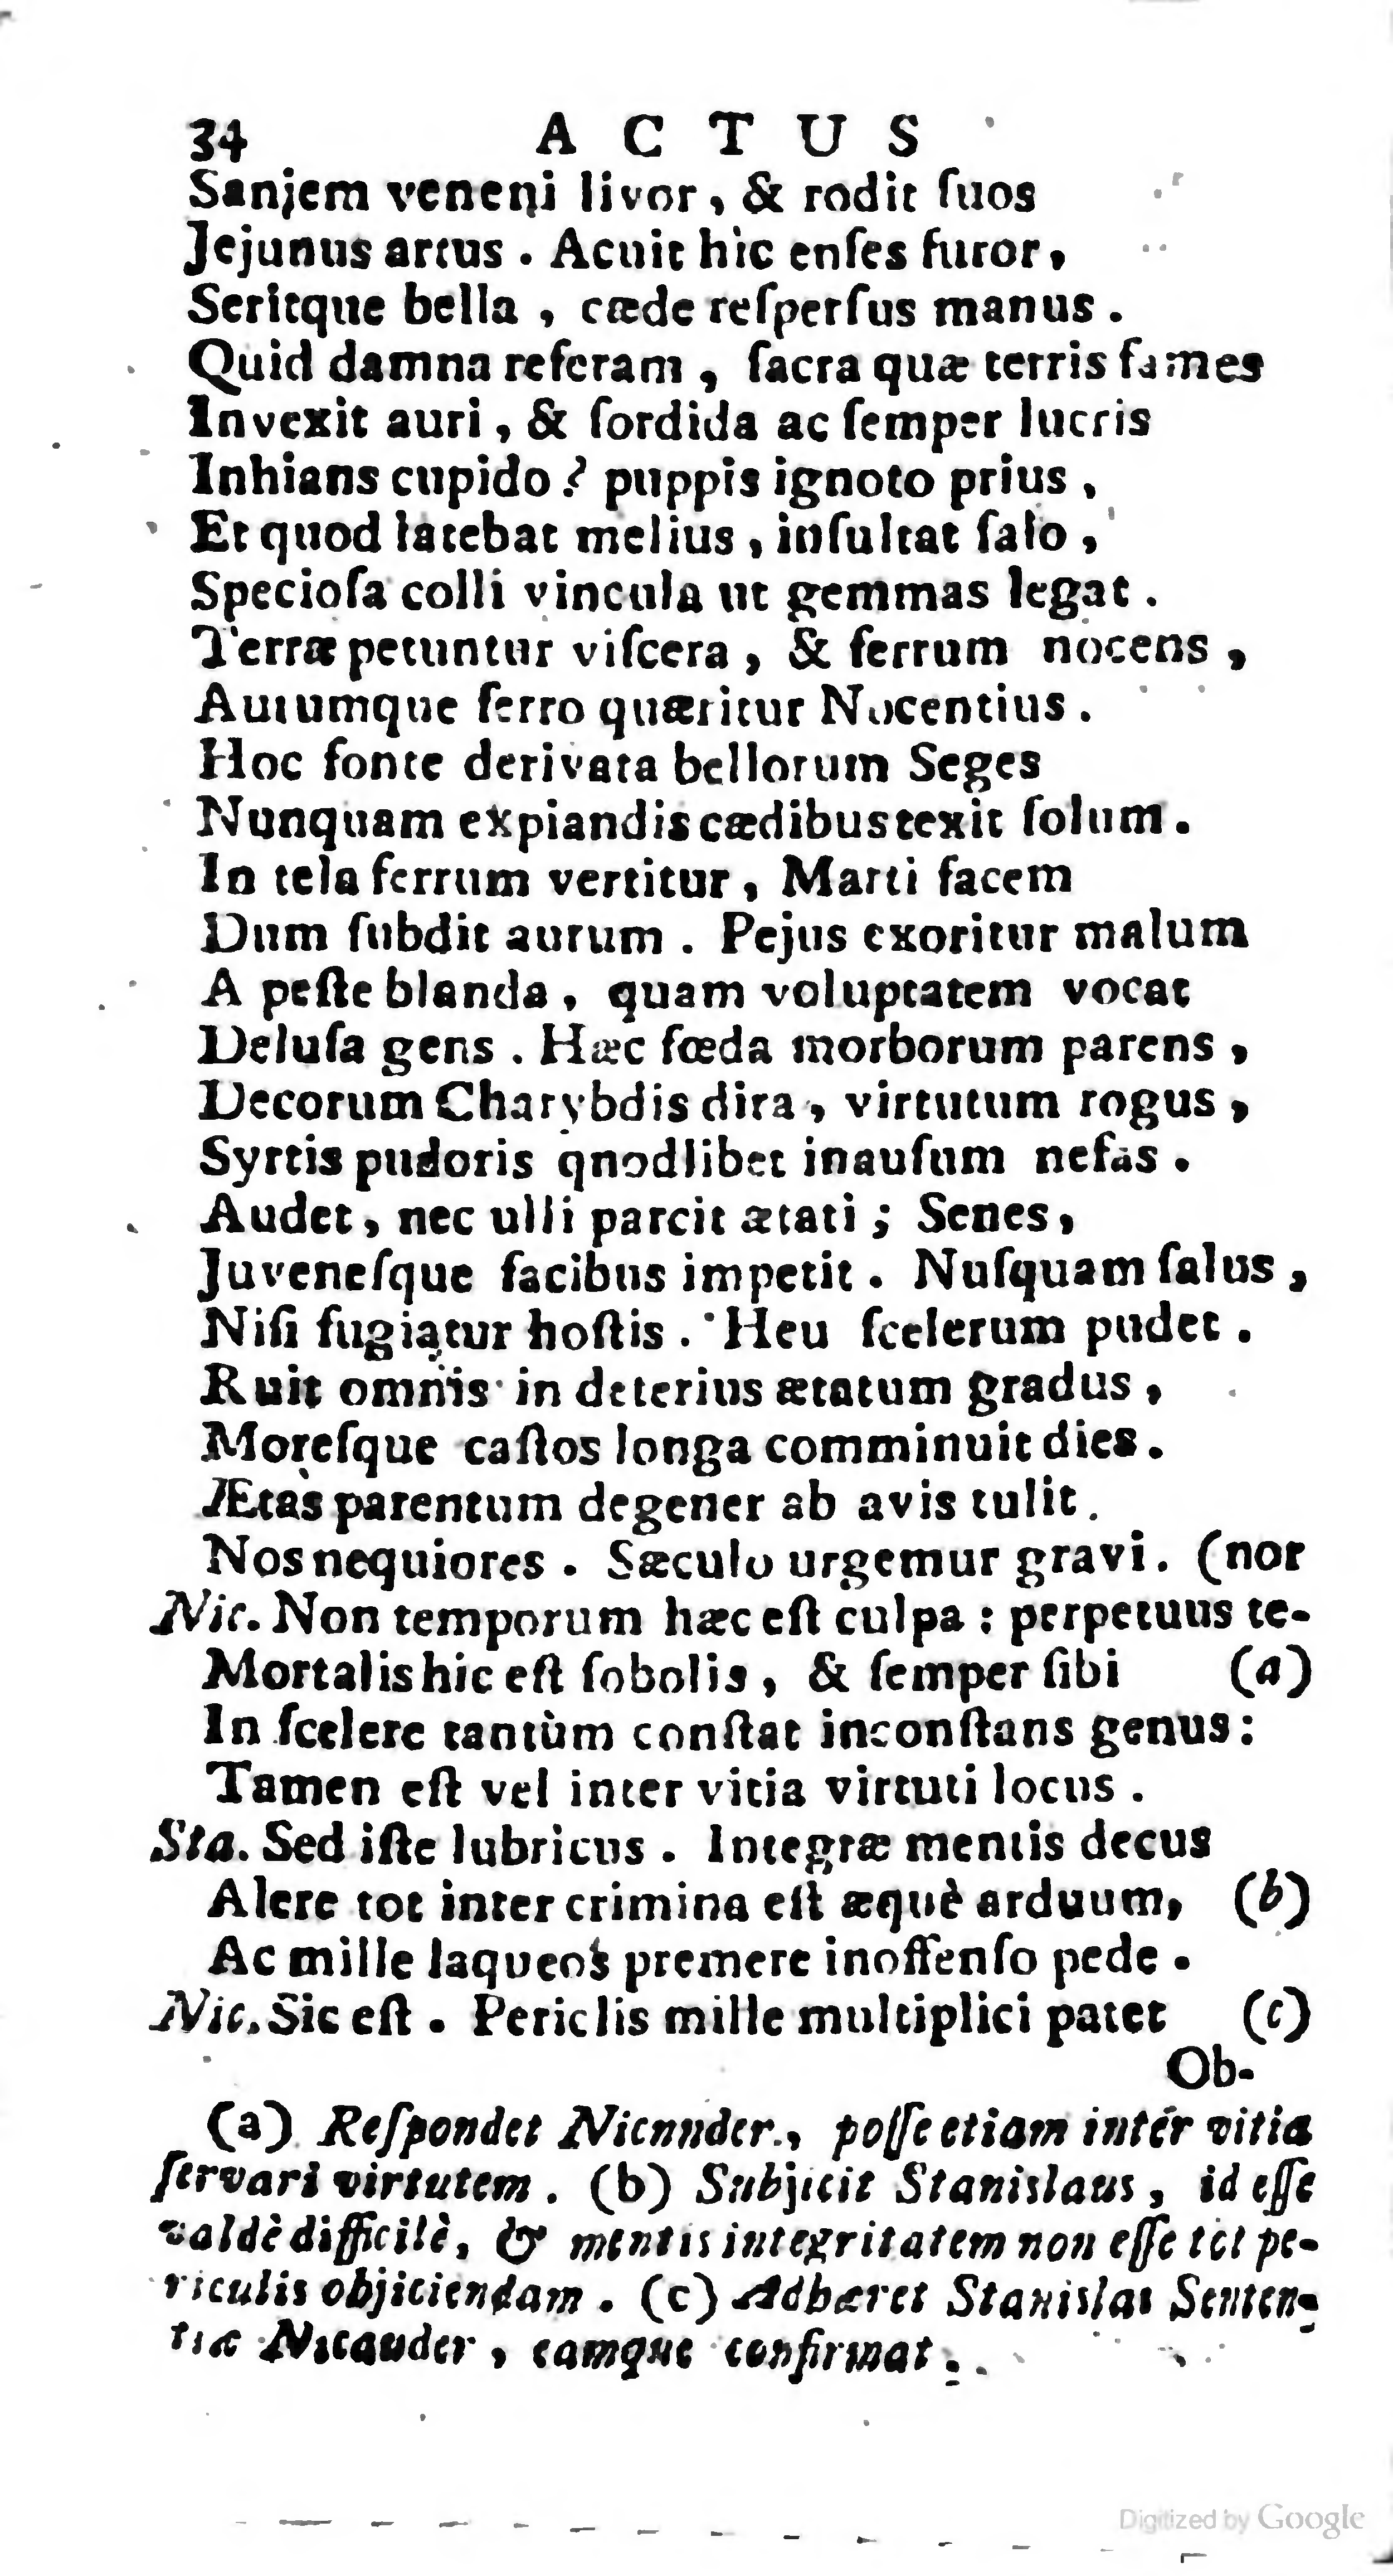 34 ACTUS
Sanjem veneni livor, & rodit ſuos
Jejunus artus. Acuit hìc enſes furor,
Seritque bella, cæde reſperſus manus.
Quid damna referam, ſacra quæ terris fames
Invexit auri, & ſordida ac ſemper lucris
Inhians cupido? puppis ignoto prius,
Et quod latebat melius, inſultat ſalo,
Specioſa colli vincula ut gemmas legat.
Terræ petuntur viſcera, & ferrum nocens,
Aurumque ferro quæritur Nocentius.
Hoc fonte derivata bellorum Seges
Nunquam expiandis cædibus texit ſolum.
In tela ferrum vertitur, Marti facem
Dum ſubdit aurum. Pejus exoritur malum
A peſte blanda, quam voluptatem vocat
Deluſa gens. Hæc fœda morborum parens,
Decorum Charybdis dira, virtutum rogus,
Syrtis pudoris qnodlibet inauſum nefas.
Audet, nec ulli parcit ætati; Senes,
Juveneſque facibus impetit. Nuſquam ſalus,
Niſi fugiatur hoſtis. Heu ſcelerum pudet.
Ruit omnis in deterius ætatum gradus,
Moreſque caſtos longa comminuit dies.
Ætas parentum degener ab avis tulit.
Nos nequiores. Sæculo urgemur gravi. (nor
Nic. Non temporum hæc eſt culpa: perpetuus te-
Mortalis hic eſt ſobolis, & ſemper ſibi (a)
In ſcelere tantùm conſtat inconſtans genus:
Tamen eſt vel inter vitia virtuti locus.
Sta. Sed iſte lubricus. Integræ mentis decus
Alere tot inter crimina eſt æquè arduum, (b)
Ac mille laqueos premere inoffenſo pede.
Nic. Sic eſt. Periclis mille multiplici patet (c)
Ob-
(a) Reſpondet Nicnnder., poſſe etiam inter vitia
ſervari virtutem. (b) Subjicit Stanislaus, id eſſe
valdè difficilè, & mentis integritatem non eſſe tot pe-
riculis objiciendam. (c) Adhæret Stanislai Senten-
tiæ Nicauder, eamque confirmat.
Digitized by Google